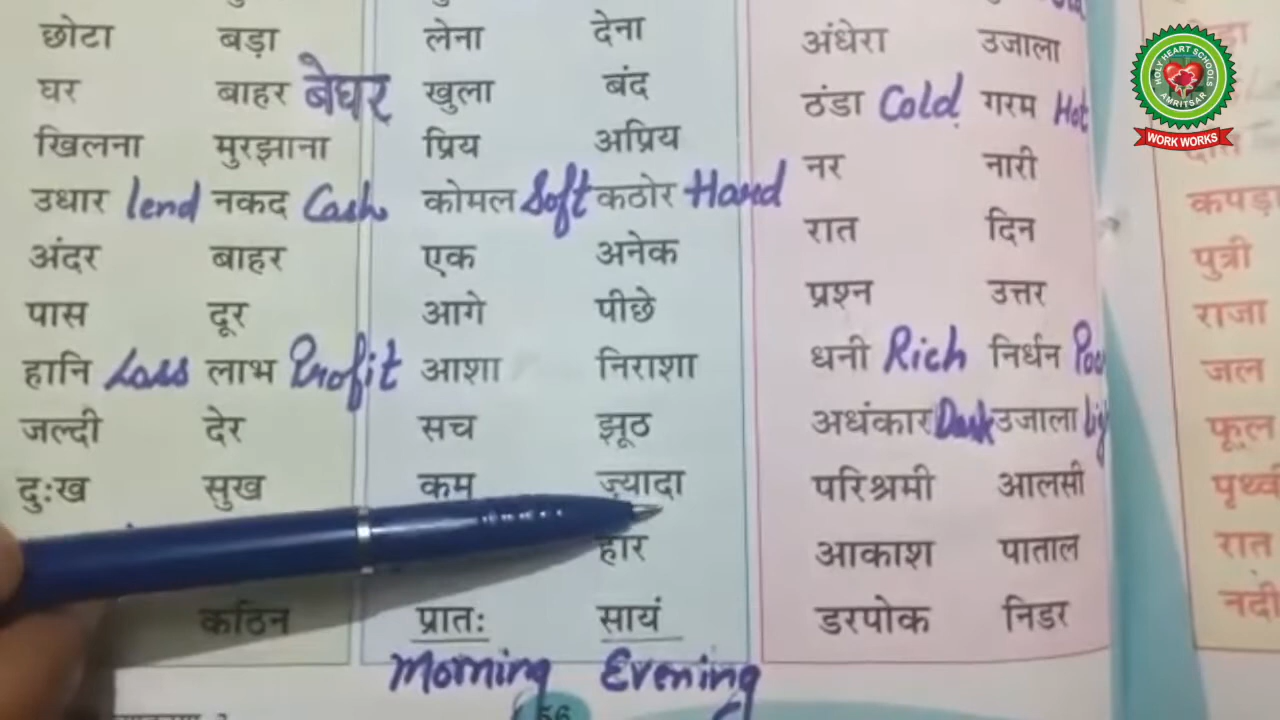 छोटा बड़ा लेना देना अंधेरा उजाला
घर बाहर बेघर खुला बंद ठंडा Cold गरम Hot
खिलना मुरझाना प्रिय अप्रिय नर नारी
उधार lend नकद Cash कोमल Soft कठोर Hard रात दिन कपड़ा
अंदर बाहर एक अनेक प्रश्न उत्तर पुत्री
पास दूर आगे पीछे धनी Rich निर्धन राजा
हानि Loss लाभ Profit आशा निराशा अधंकार Dark उजाला जल
जल्दी देर सच झूठ परिश्रमी आलसी फूल
दुःख सुख कम ज़्यादा आकाश पाताल पृथ्वी
हार रात
कठिन प्रातः सायं डरपोक निडर नदी
Morning Evening
56
HOLY HEART SCHOOLS
AMRITSAR
WORK WORKS